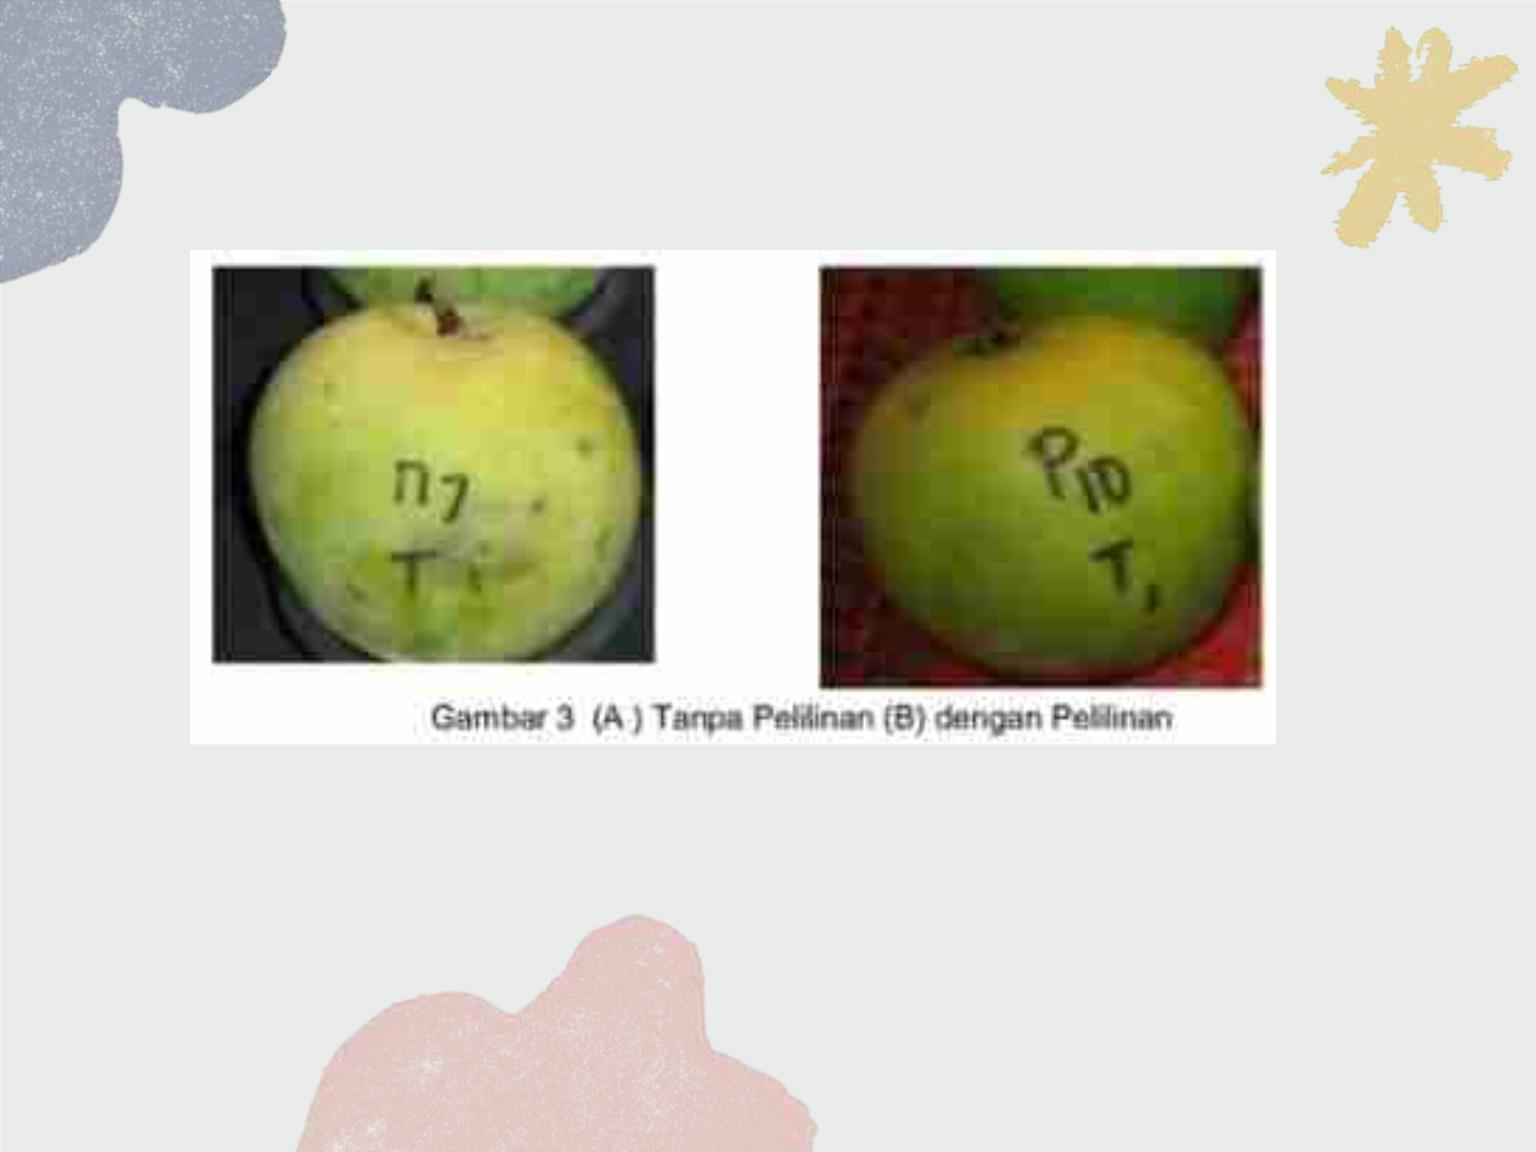 n7
T1
P10
T1
Gambar 3 (A ) Tanpa Pelilinan (B) dengan Pelilinan